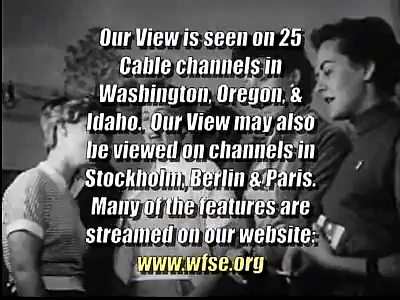 Our View is seen on 25
Cable channels in
Washington, Oregon, &
Idaho. Our View may also
be viewed on channels in
Stockholm, Berlin & Paris.
Many of the features are
streamed on our website:
www.wfse.org